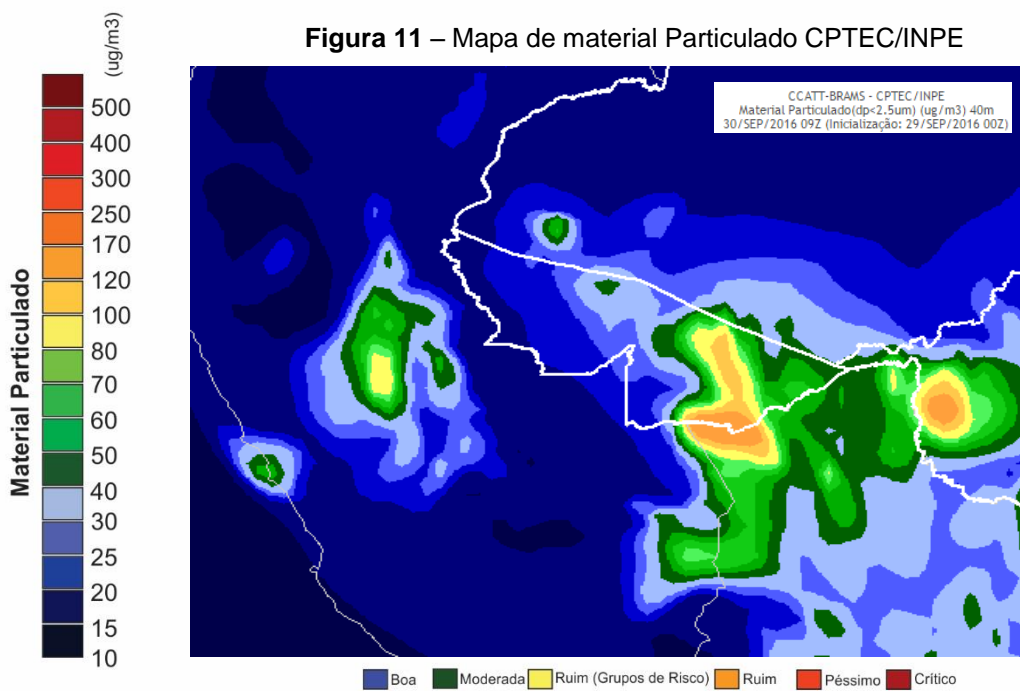 Figura 11 – Mapa de material Particulado CPTEC/INPE
(ug/m3)
CCATT-BRAMS - CPTEC/INPE
Material Particulado(dp<2.5um) (ug/m3) 40m
30/SEP/2016 09Z (Inicialização: 29/SEP/2016 00Z)
Material Particulado
500
400
300
250
170
120
100
80
70
60
50
40
30
25
20
15
10
Boa
Moderada
Ruim (Grupos de Risco)
Ruim
Péssimo
Crítico